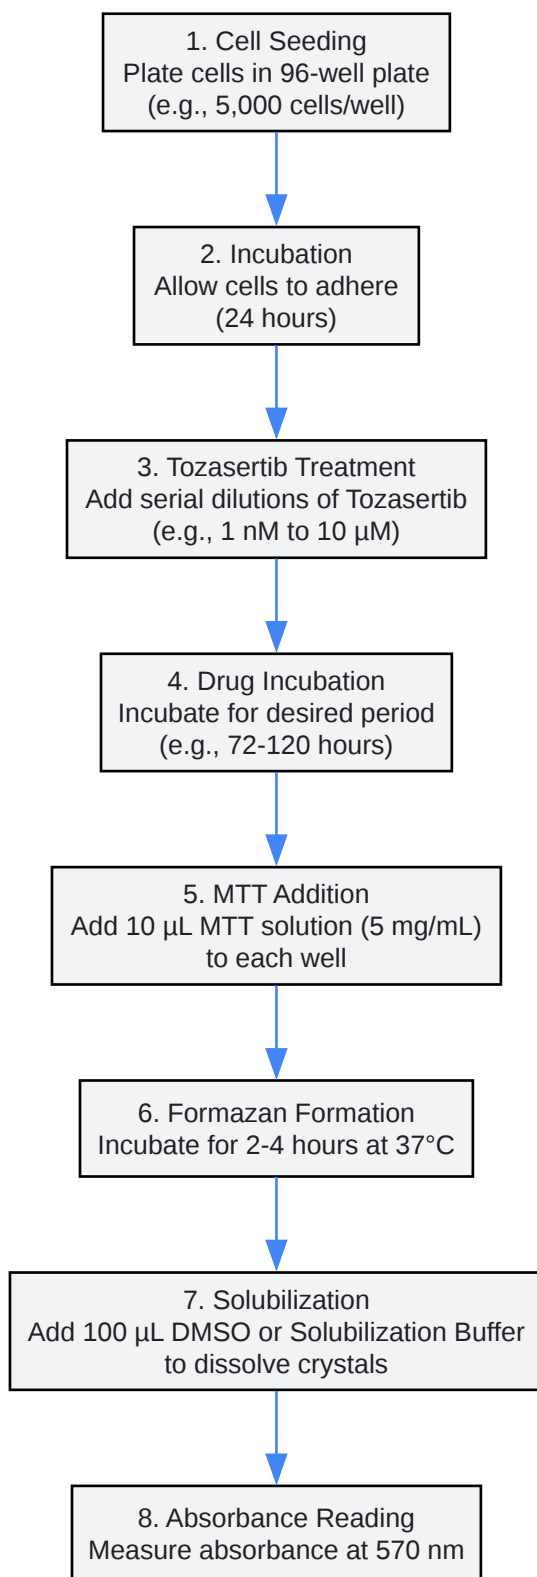 1. Cell Seeding
Plate cells in 96-well plate
(e.g., 5,000 cells/well)
2. Incubation
Allow cells to adhere
(24 hours)
3. Tozasertib Treatment
Add serial dilutions of Tozasertib
(e.g., 1 nM to 10 µM)
4. Drug Incubation
Incubate for desired period
(e.g., 72-120 hours)
5. MTT Addition
Add 10 µL MTT solution (5 mg/mL)
to each well
6. Formazan Formation
Incubate for 2-4 hours at 37°C
7. Solubilization
Add 100 µL DMSO or Solubilization Buffer
to dissolve crystals
8. Absorbance Reading
Measure absorbance at 570 nm